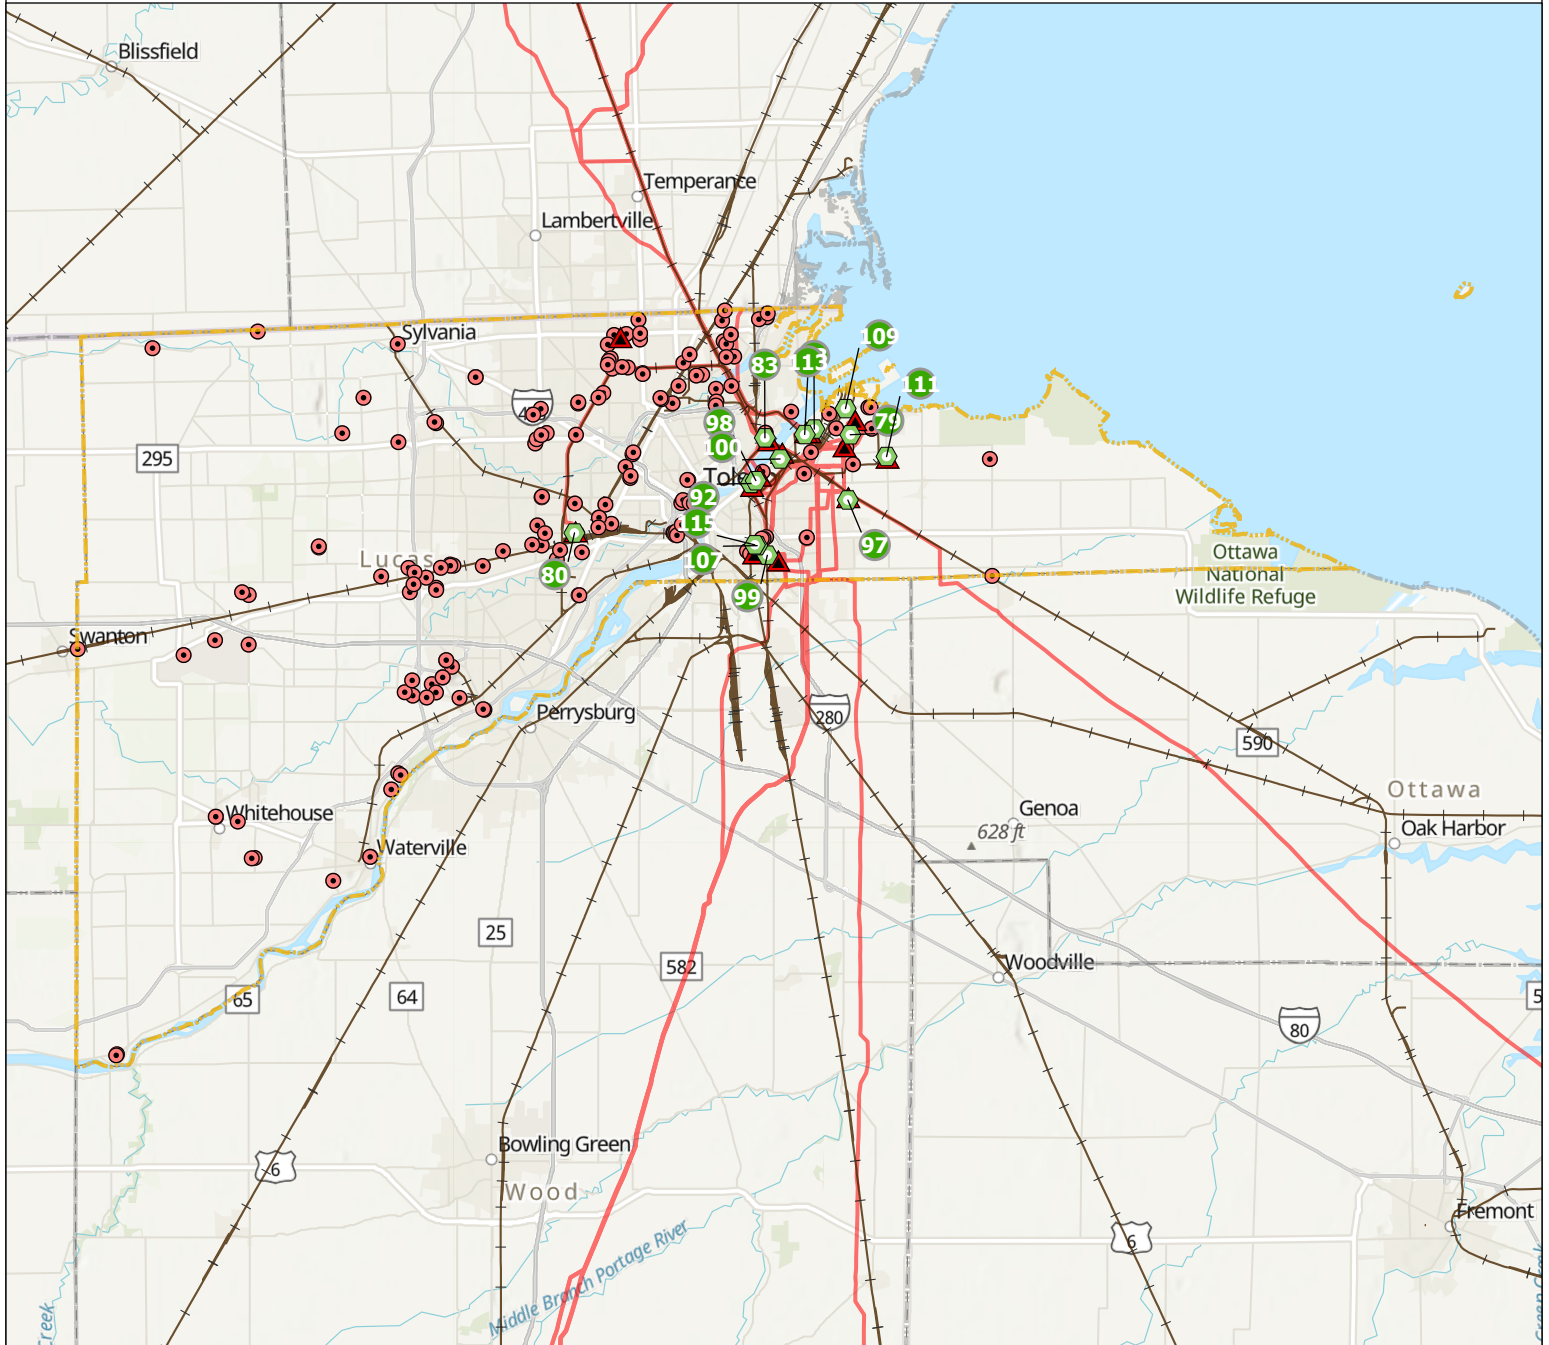 Blissfield
Temperance
Lambertville
Sylvania
109
83
113
111
98
79
295
100
92
115
97
Lucas
107
80
99
Ottawa
National
Wildlife Refuge
Swanton
Perrysburg
280
590
Ottawa
Whitehouse
Genoa
628 ft
Oak Harbor
Waterville
25
582
Woodville
65
64
80
Bowling Green
6
Wood
Fremont
6
Middle Branch Portage River
Creek